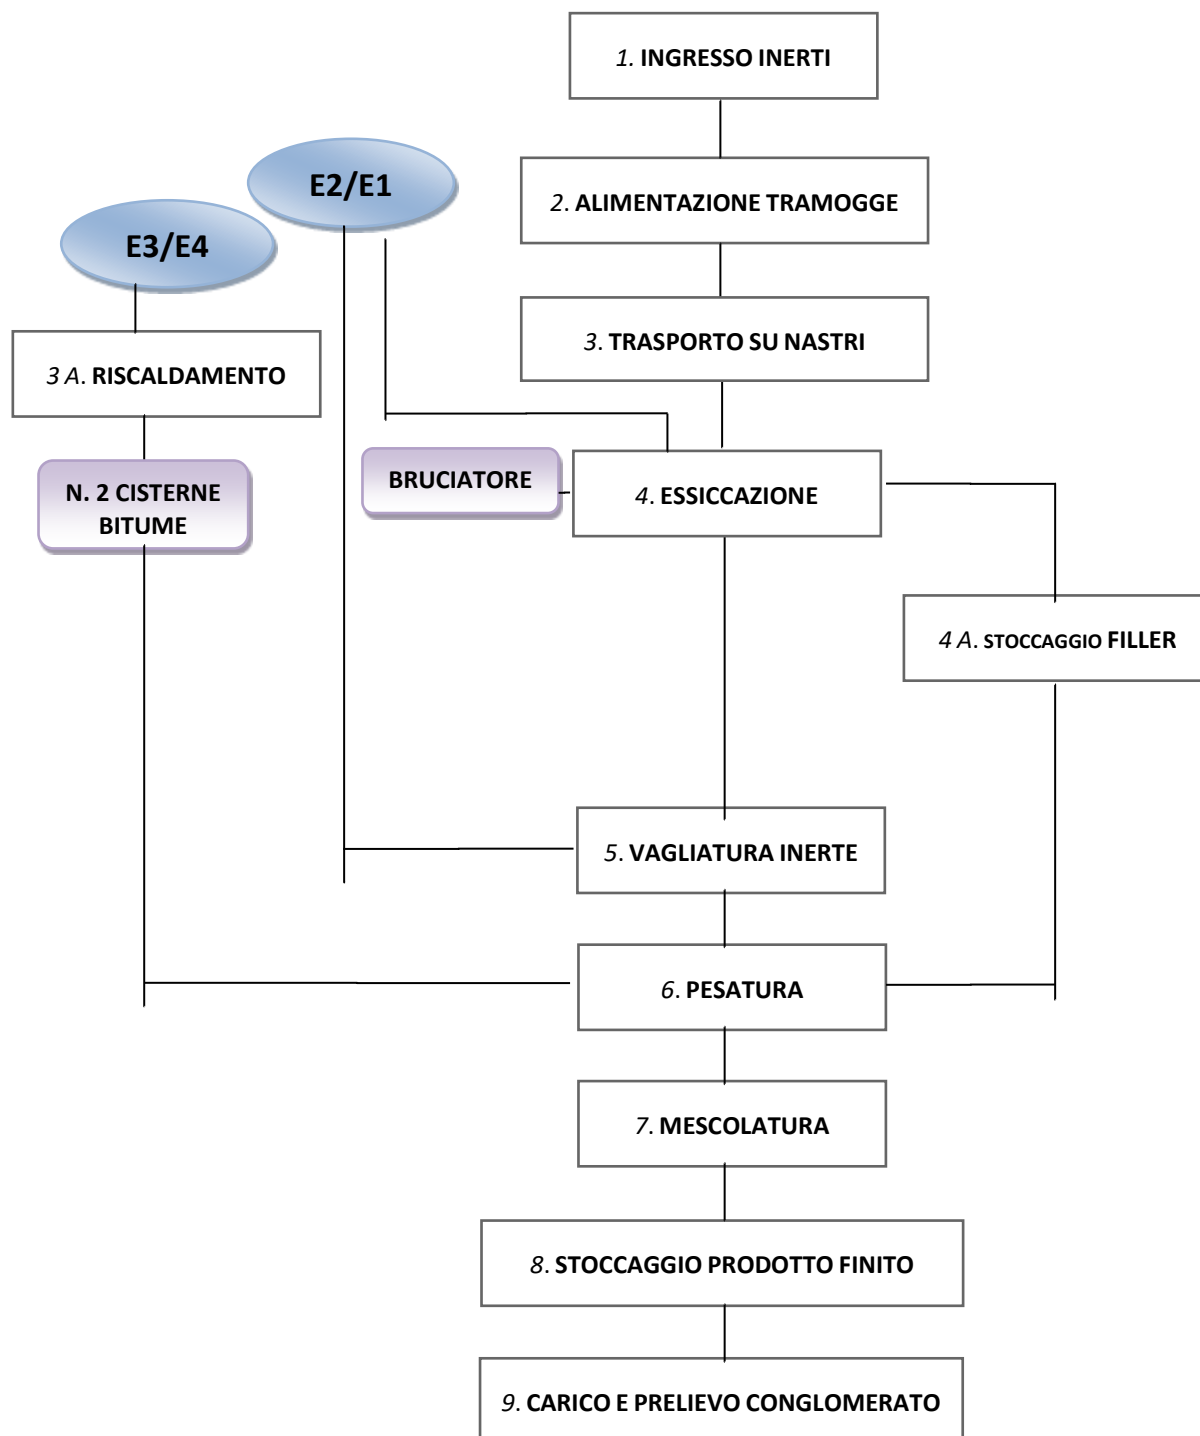 1. INGRESSO INERTI
E2/E1
2. ALIMENTAZIONE TRAMOGGE
E3/E4
3. TRASPORTO SU NASTRI
3 A. RISCALDAMENTO
BRUCIATORE
4. ESSICCAZIONE
N. 2 CISTERNE
BITUME
4 A. STOCCAGGIO FILLER
5. VAGLIATURA INERTE
6. PESATURA
7. MESCOLATURA
8. STOCCAGGIO PRODOTTO FINITO
9. CARICO E PRELIEVO CONGLOMERATO